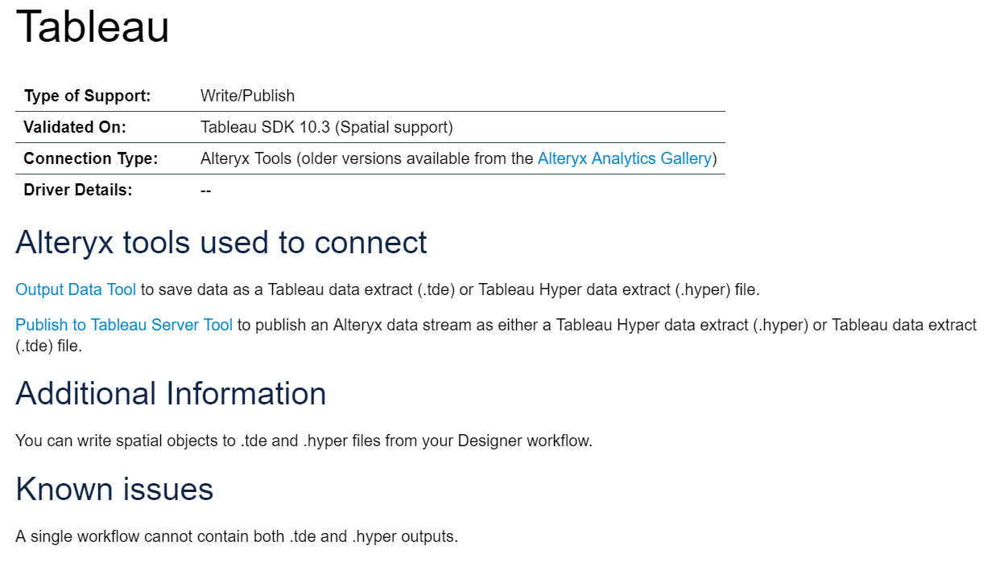 Tableau
Type of Support: Write/Publish
Validated On: Tableau SDK 10.3 (Spatial support)
Connection Type: Alteryx Tools (older versions available from the Alteryx Analytics Gallery)
Driver Details: --
Alteryx tools used to connect
Output Data Tool to save data as a Tableau data extract (.tde) or Tableau Hyper data extract (.hyper) file.
Publish to Tableau Server Tool to publish an Alteryx data stream as either a Tableau Hyper data extract (.hyper) or Tableau data extract
(.tde) file.
Additional Information
You can write spatial objects to .tde and .hyper files from your Designer workflow.
Known issues
A single workflow cannot contain both .tde and .hyper outputs.